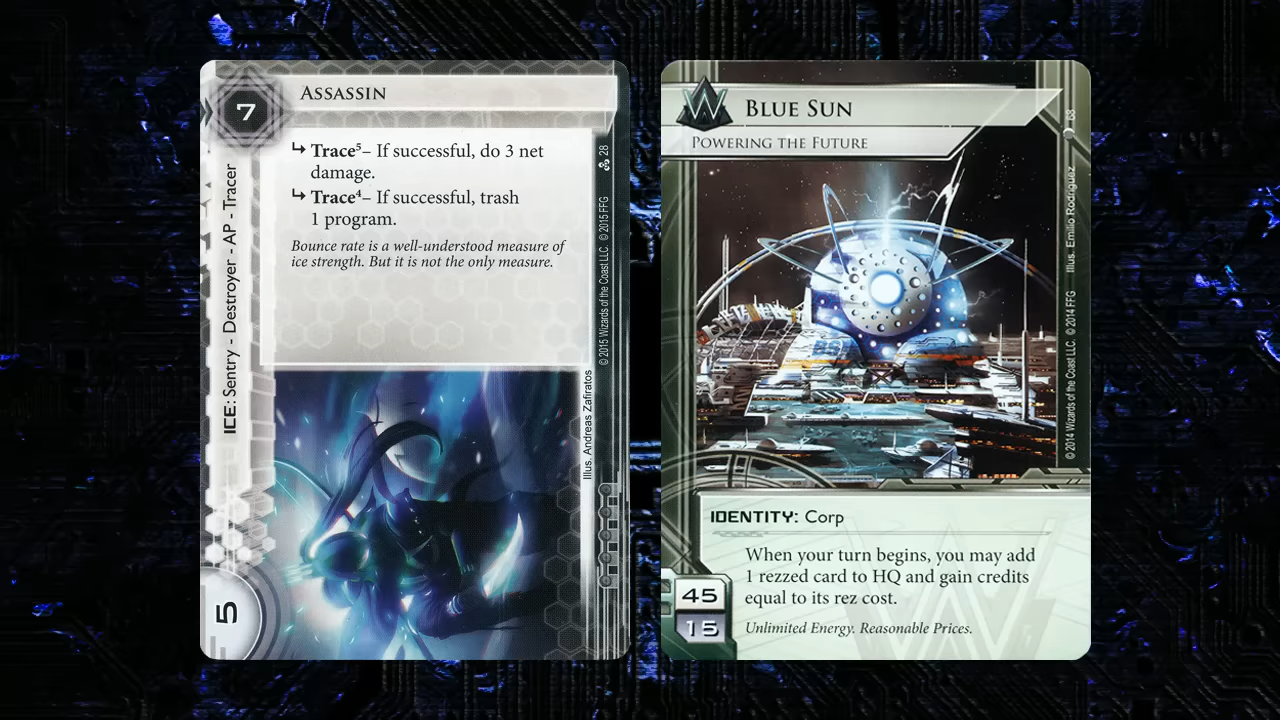 7
ASSASSIN
↳ Trace⁵– If successful, do 3 net
damage.
↳ Trace⁴– If successful, trash
1 program.
Bounce rate is a well-understood measure of
ice strength. But it is not the only measure.
ICE: Sentry - Destroyer - AP - Tracer
5
28
© 2015 Wizards of the Coast LLC. © 2015 FFG
Illus. Andreas Zafiratos
BLUE SUN
POWERING THE FUTURE
68
Illus. Emilio Rodriguez
© 2014 Wizards of the Coast LLC. © 2014 FFG
IDENTITY: Corp
When your turn begins, you may add
1 rezzed card to HQ and gain credits
equal to its rez cost.
Unlimited Energy. Reasonable Prices.
45
15